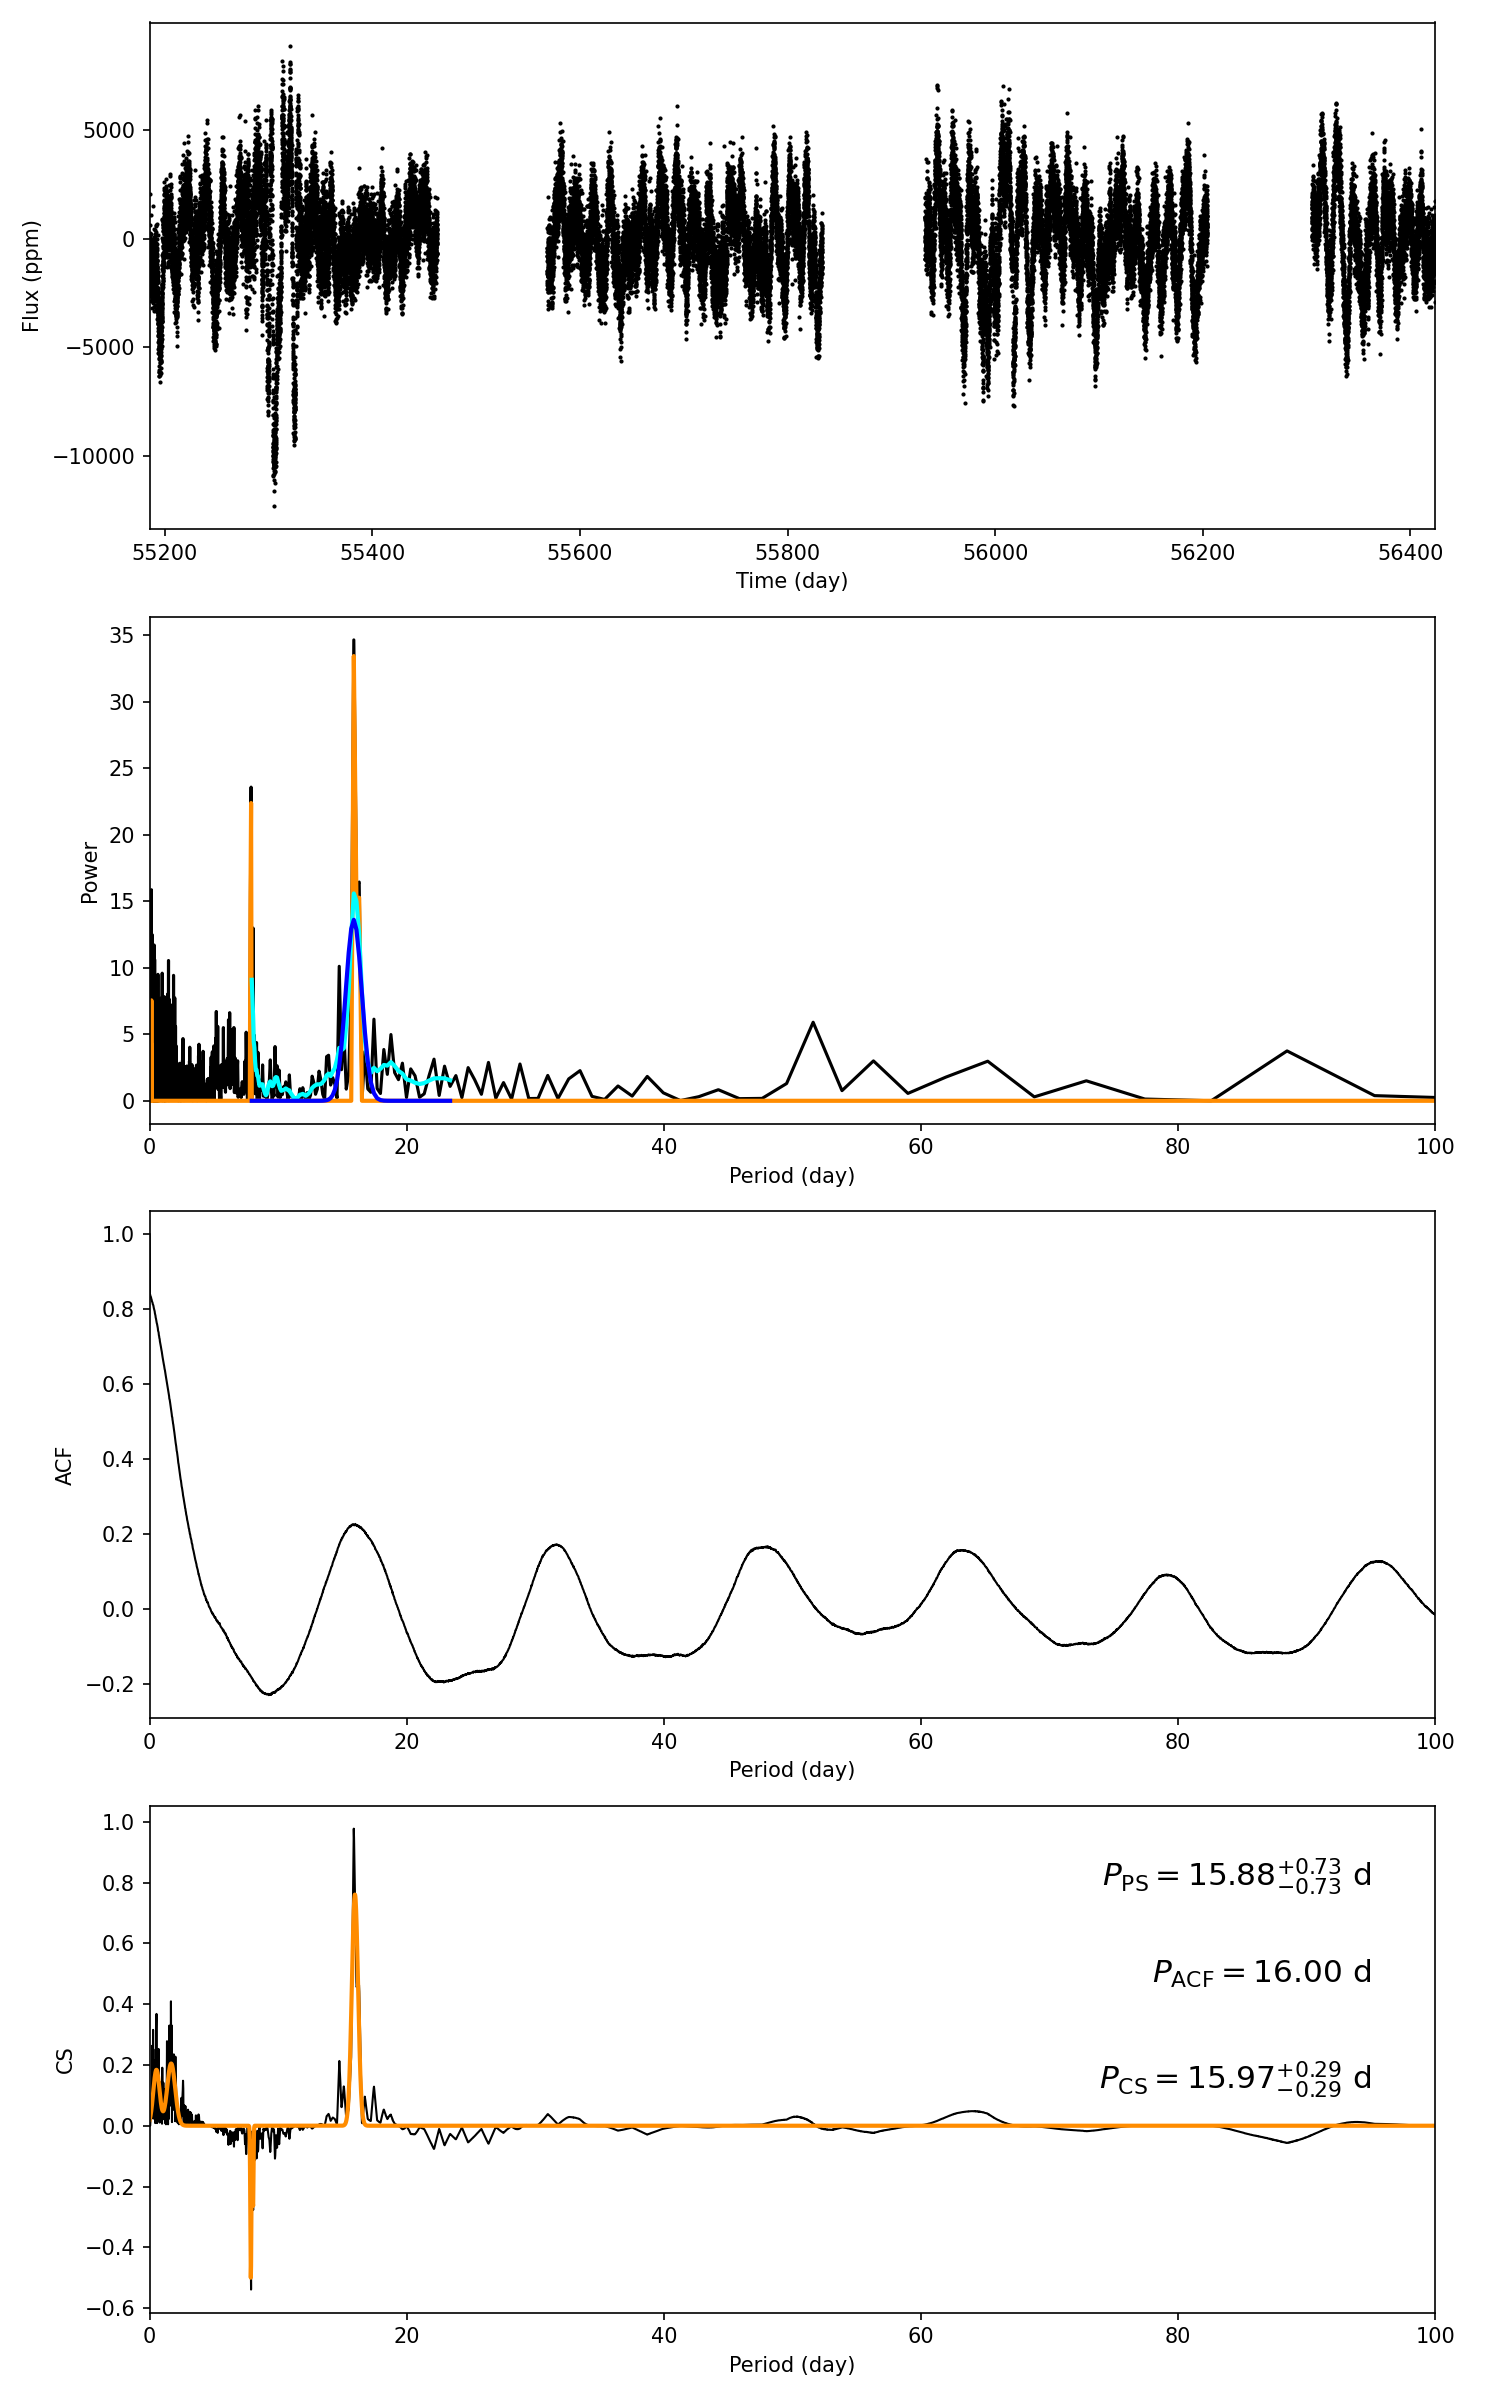 5000
0
−5000
−10000
Flux (ppm)
55200 55400 55600 55800 56000 56200 56400
Time (day)
35
30
25
20
15
10
5
0
Power
0 20 40 60 80 100
Period (day)
1.0
0.8
0.6
0.4
0.2
0.0
−0.2
ACF
0 20 40 60 80 100
Period (day)
1.0
0.8
0.6
0.4
0.2
0.0
−0.2
−0.4
−0.6
CS
P_PS = 15.88^{+0.73}_{−0.73} d
P_ACF = 16.00 d
P_CS = 15.97^{+0.29}_{−0.29} d
0 20 40 60 80 100
Period (day)